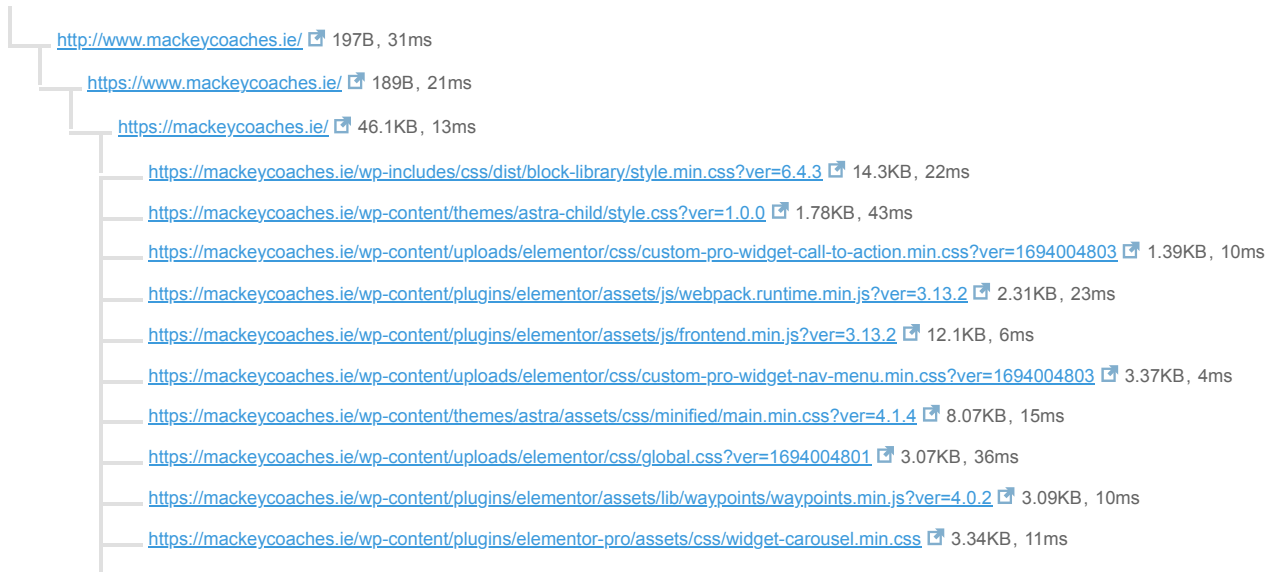 http://www.mackeycoaches.ie/ 197B, 31ms
https://www.mackeycoaches.ie/ 189B, 21ms
https://mackeycoaches.ie/ 46.1KB, 13ms
https://mackeycoaches.ie/wp-includes/css/dist/block-library/style.min.css?ver=6.4.3 14.3KB, 22ms
https://mackeycoaches.ie/wp-content/themes/astra-child/style.css?ver=1.0.0 1.78KB, 43ms
https://mackeycoaches.ie/wp-content/uploads/elementor/css/custom-pro-widget-call-to-action.min.css?ver=1694004803 1.39KB, 10ms
https://mackeycoaches.ie/wp-content/plugins/elementor/assets/js/webpack.runtime.min.js?ver=3.13.2 2.31KB, 23ms
https://mackeycoaches.ie/wp-content/plugins/elementor/assets/js/frontend.min.js?ver=3.13.2 12.1KB, 6ms
https://mackeycoaches.ie/wp-content/uploads/elementor/css/custom-pro-widget-nav-menu.min.css?ver=1694004803 3.37KB, 4ms
https://mackeycoaches.ie/wp-content/themes/astra/assets/css/minified/main.min.css?ver=4.1.4 8.07KB, 15ms
https://mackeycoaches.ie/wp-content/uploads/elementor/css/global.css?ver=1694004801 3.07KB, 36ms
https://mackeycoaches.ie/wp-content/plugins/elementor/assets/lib/waypoints/waypoints.min.js?ver=4.0.2 3.09KB, 10ms
https://mackeycoaches.ie/wp-content/plugins/elementor-pro/assets/css/widget-carousel.min.css 3.34KB, 11ms